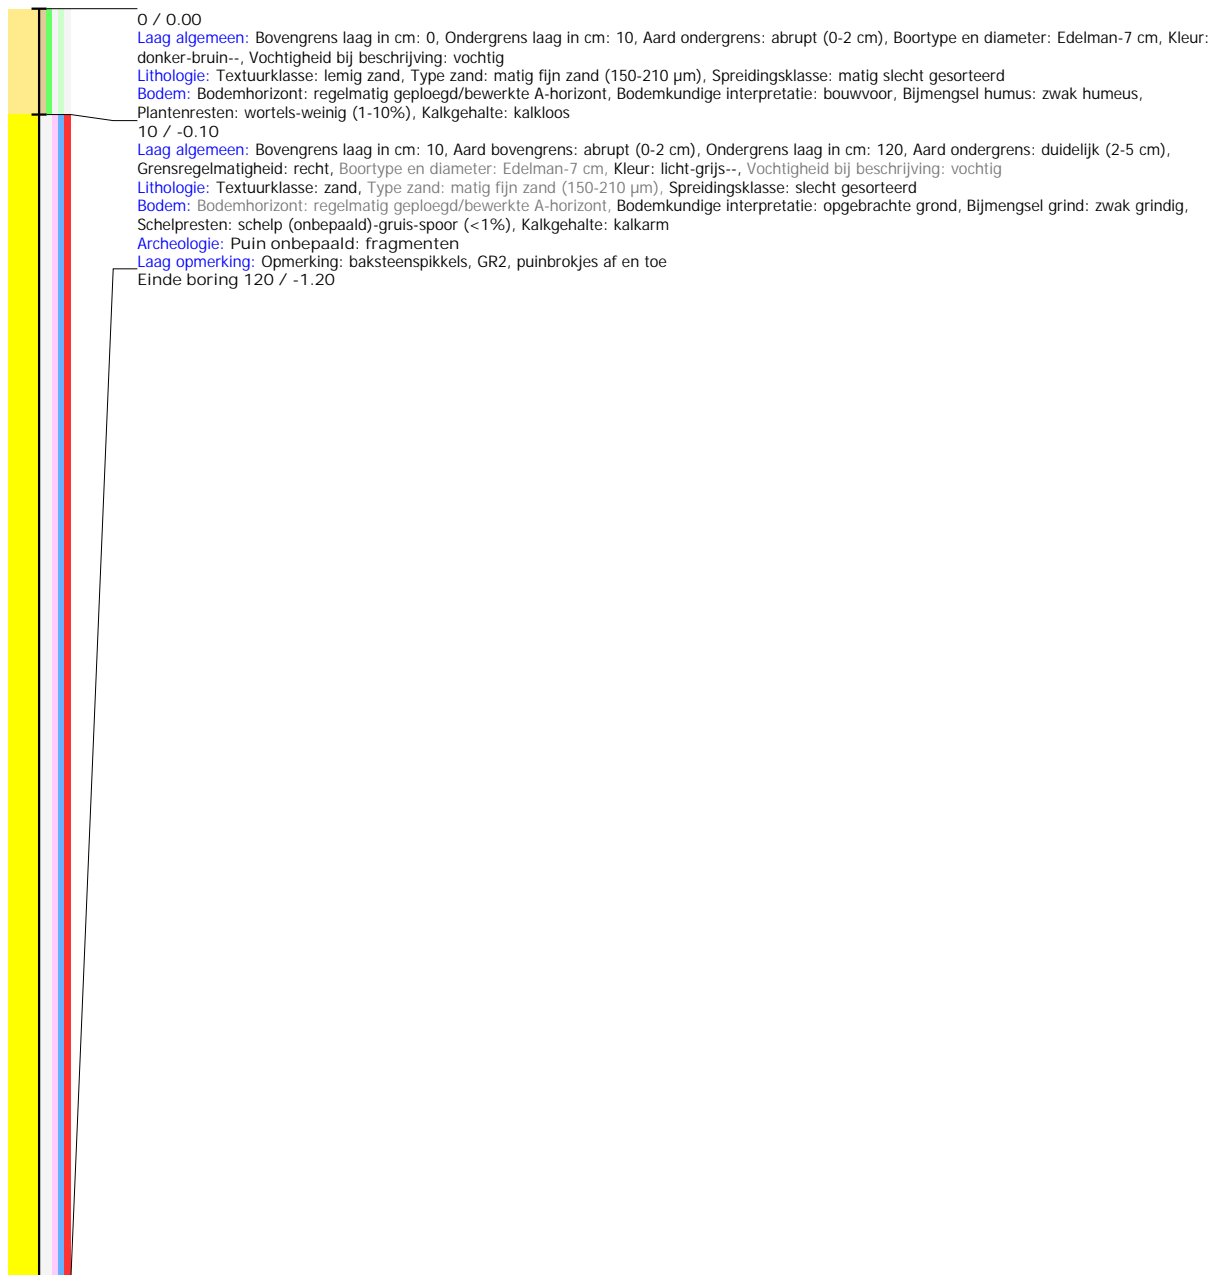 0 / 0.00
Laag algemeen: Bovengrens laag in cm: 0, Ondergrens laag in cm: 10, Aard ondergrens: abrupt (0-2 cm), Boortype en diameter: Edelman-7 cm, Kleur:
donker-bruin--, Vochtigheid bij beschrijving: vochtig
Lithologie: Textuurklasse: lemig zand, Type zand: matig fijn zand (150-210 µm), Spreidingsklasse: matig slecht gesorteerd
Bodem: Bodemhorizont: regelmatig geploegd/bewerkte A-horizont, Bodemkundige interpretatie: bouwvoor, Bijmengsel humus: zwak humeus,
Plantenresten: wortels-weinig (1-10%), Kalkgehalte: kalkloos
10 / -0.10
Laag algemeen: Bovengrens laag in cm: 10, Aard bovengrens: abrupt (0-2 cm), Ondergrens laag in cm: 120, Aard ondergrens: duidelijk (2-5 cm),
Grensregelmatigheid: recht, Boortype en diameter: Edelman-7 cm, Kleur: licht-grijs--, Vochtigheid bij beschrijving: vochtig
Lithologie: Textuurklasse: zand, Type zand: matig fijn zand (150-210 µm), Spreidingsklasse: slecht gesorteerd
Bodem: Bodemhorizont: regelmatig geploegd/bewerkte A-horizont, Bodemkundige interpretatie: opgebrachte grond, Bijmengsel grind: zwak grindig,
Schelpresten: schelp (onbepaald)-gruis-spoor (<1%), Kalkgehalte: kalkarm
Archeologie: Puin onbepaald: fragmenten
Laag opmerking: Opmerking: baksteenspikkels, GR2, puinbrokjes af en toe
Einde boring 120 / -1.20